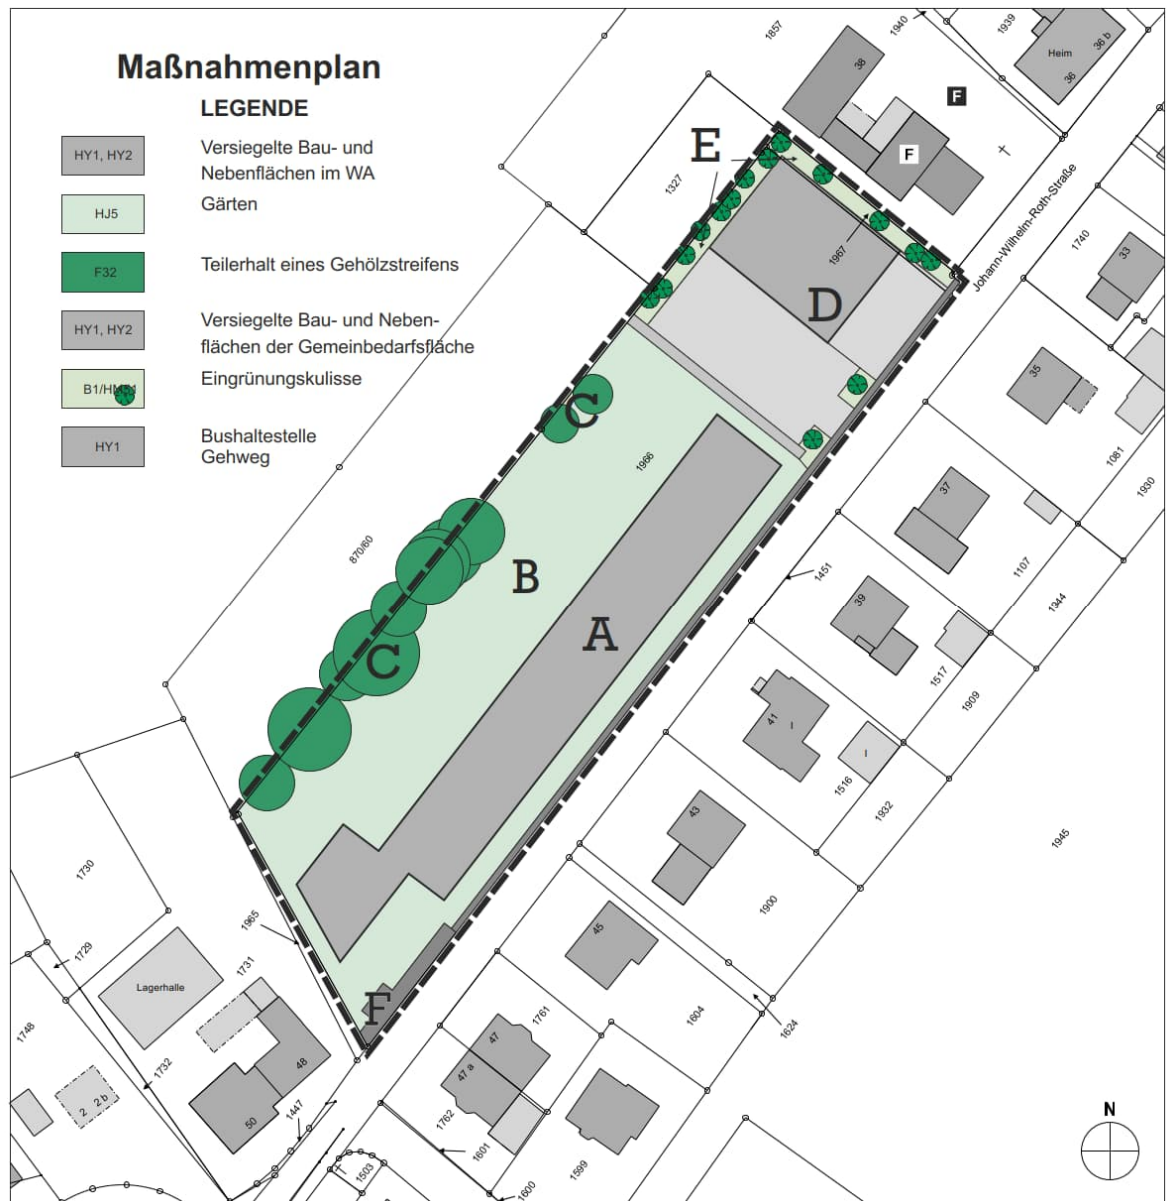 Maßnahmenplan
LEGENDE
HY1, HY2
Versiegelte Bau- und
Nebenflächen im WA
HJ5
Gärten
F32
Teilerhalt eines Gehölzstreifens
HY1, HY2
Versiegelte Bau- und Neben-
flächen der Gemeinbedarfsfläche
Eingrünungskulisse
HY1
Bushaltestelle
Gehweg
1857
1940
1939
Heim
36 b
36
38
F
F
E
1327
1967
Johann-Wilhelm-Roth-Straße
1740
33
D
35
C
1966
1081
1930
37
870/60
B
1451
1107
1344
A
39
C
1517
1909
41
1516
1932
43
1945
1730
1900
1965
45
1729
1731
Lagerhalle
F
1761
1604
1624
1748
1732
48
47
47 a
2
2 b
50
1447
1762
1601
1503
1599
1600
N